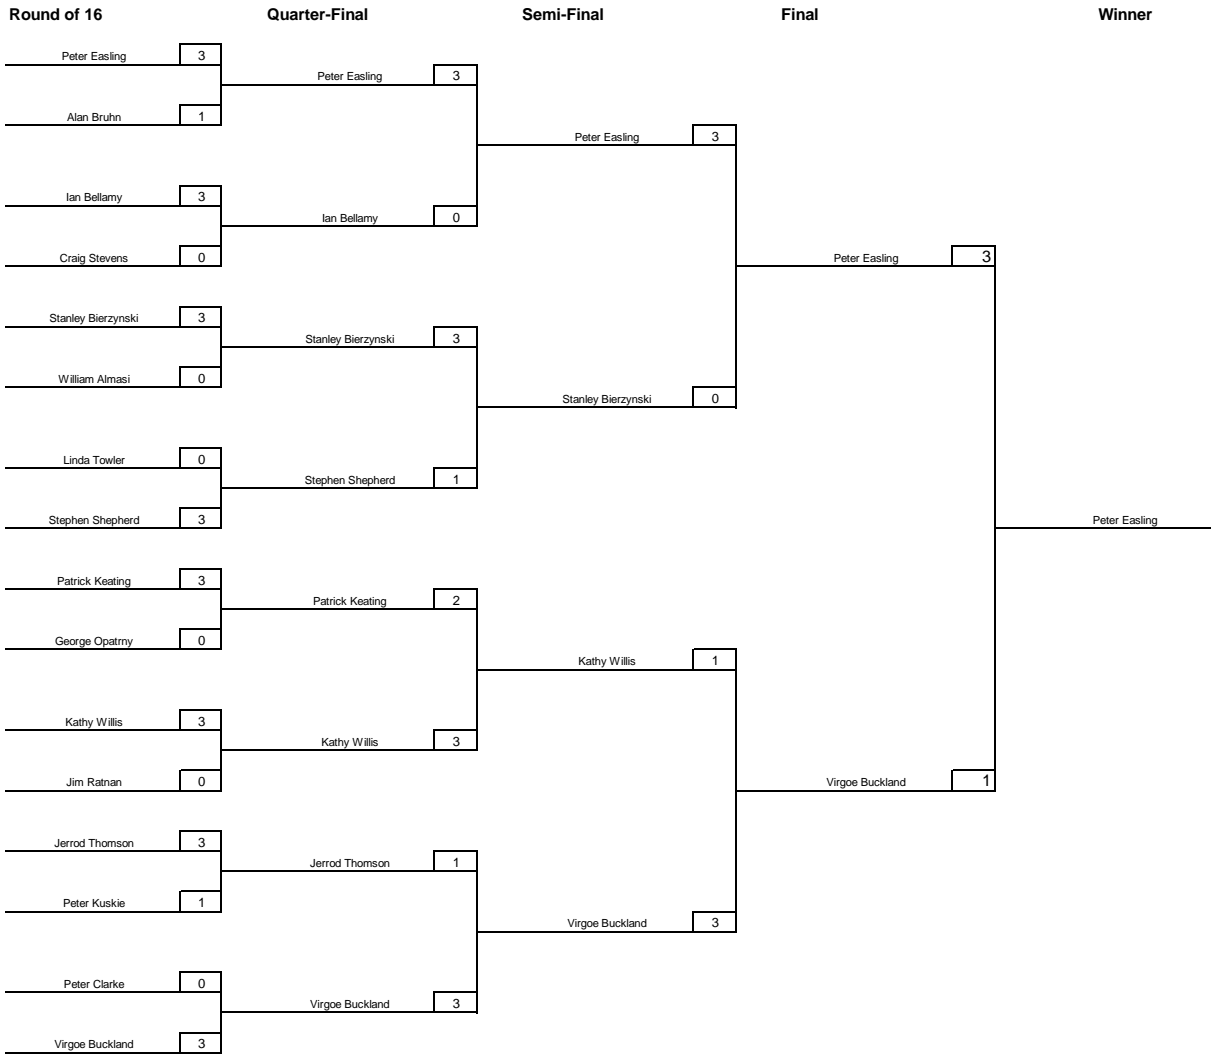 Round of 16 Quarter-Final Semi-Final Final Winner
Peter Easling 3
Peter Easling 3
Alan Bruhn 1
Peter Easling 3
Ian Bellamy 3
Ian Bellamy 0
Craig Stevens 0
Peter Easling 3
Stanley Bierzynski 3
Stanley Bierzynski 3
William Almasi 0
Stanley Bierzynski 0
Linda Towler 0
Stephen Shepherd 1
Stephen Shepherd 3
Peter Easling
Patrick Keating 3
Patrick Keating 2
George Opatrny 0
Kathy Willis 1
Kathy Willis 3
Kathy Willis 3
Jim Ratnan 0
Virgoe Buckland 1
Jerrod Thomson 3
Jerrod Thomson 1
Peter Kuskie 1
Virgoe Buckland 3
Peter Clarke 0
Virgoe Buckland 3
Virgoe Buckland 3